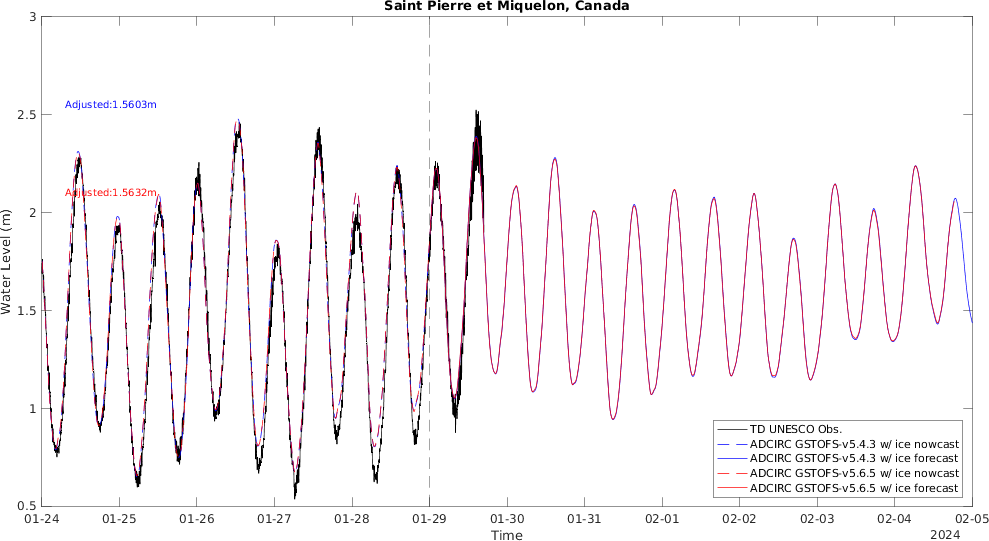 Saint Pierre et Miquelon, Canada
3
2.5
2
1.5
1
0.5
Water Level (m)
Adjusted:1.5603m
Adjusted:1.5632m
TD UNESCO Obs.
ADCIRC GSTOFS-v5.4.3 w/ ice nowcast
ADCIRC GSTOFS-v5.4.3 w/ ice forecast
ADCIRC GSTOFS-v5.6.5 w/ ice nowcast
ADCIRC GSTOFS-v5.6.5 w/ ice forecast
01-24 01-25 01-26 01-27 01-28 01-29 01-30 01-31 02-01 02-02 02-03 02-04 02-05
Time
2024